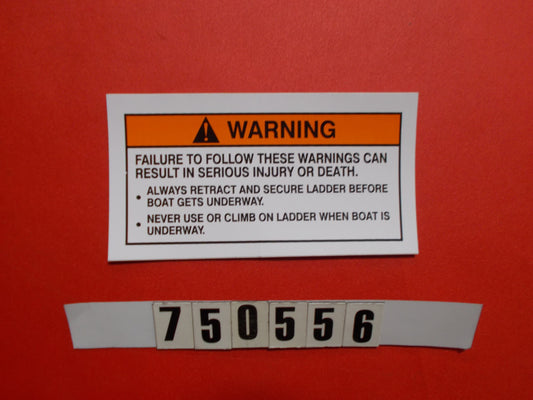 WARNING
FAILURE TO FOLLOW THESE WARNINGS CAN
RESULT IN SERIOUS INJURY OR DEATH.
• ALWAYS RETRACT AND SECURE LADDER BEFORE
BOAT GETS UNDERWAY.
• NEVER USE OR CLIMB ON LADDER WHEN BOAT IS
UNDERWAY.
750556